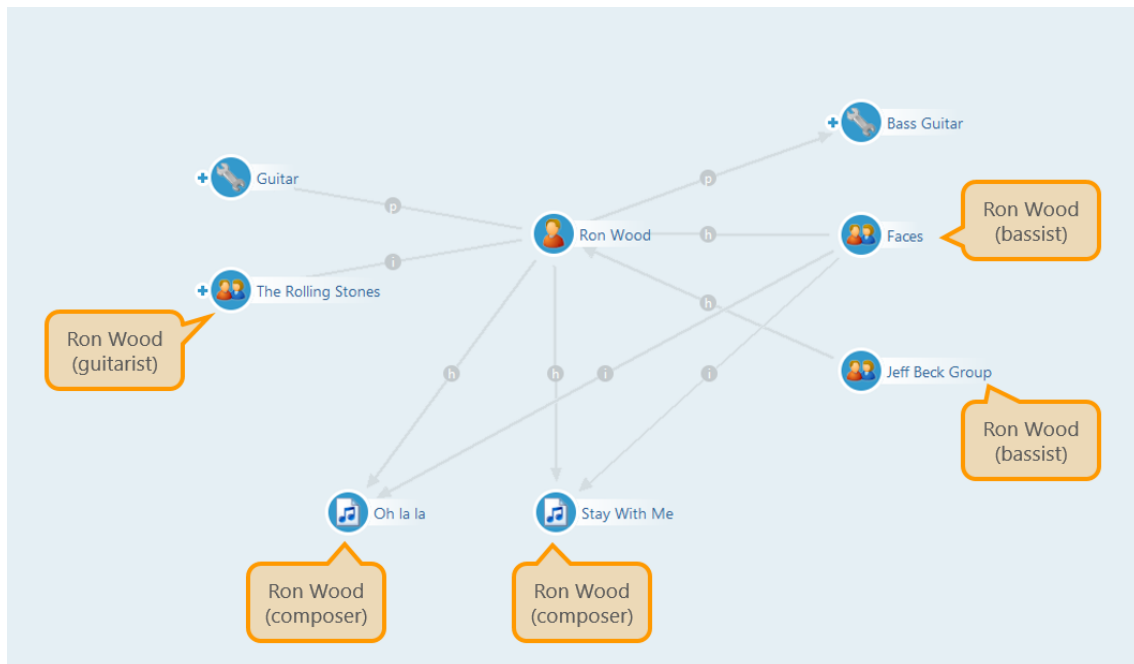 Bass Guitar
Guitar
p
p
Ron Wood
(bassist)
Ron Wood
h
Faces
i
The Rolling Stones
h
Ron Wood
(guitarist)
h
h
i
i
Jeff Beck Group
Ron Wood
(bassist)
Oh la la
Stay With Me
Ron Wood
(composer)
Ron Wood
(composer)